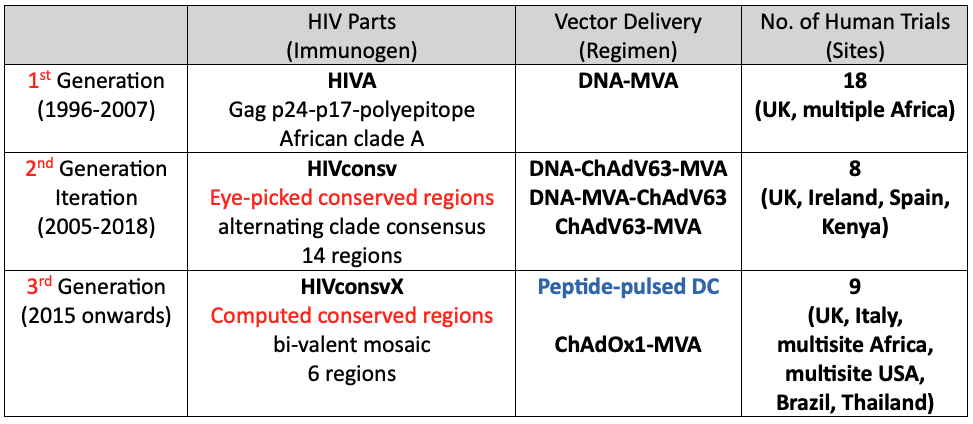 HIV Parts
(Immunogen)
Vector Delivery
(Regimen)
No. of Human Trials
(Sites)
1st Generation
(1996-2007)
HIVA
Gag p24-p17-polyepitope
African clade A
DNA-MVA
18
(UK, multiple Africa)
2nd Generation
Iteration
(2005-2018)
HIVconsv
Eye-picked conserved regions
alternating clade consensus
14 regions
DNA-ChAdV63-MVA
DNA-MVA-ChAdV63
ChAdV63-MVA
8
(UK, Ireland, Spain,
Kenya)
3rd Generation
(2015 onwards)
HIVconsvX
Computed conserved regions
bi-valent mosaic
6 regions
Peptide-pulsed DC
ChAdOx1-MVA
9
(UK, Italy,
multisite Africa,
multisite USA,
Brazil, Thailand)